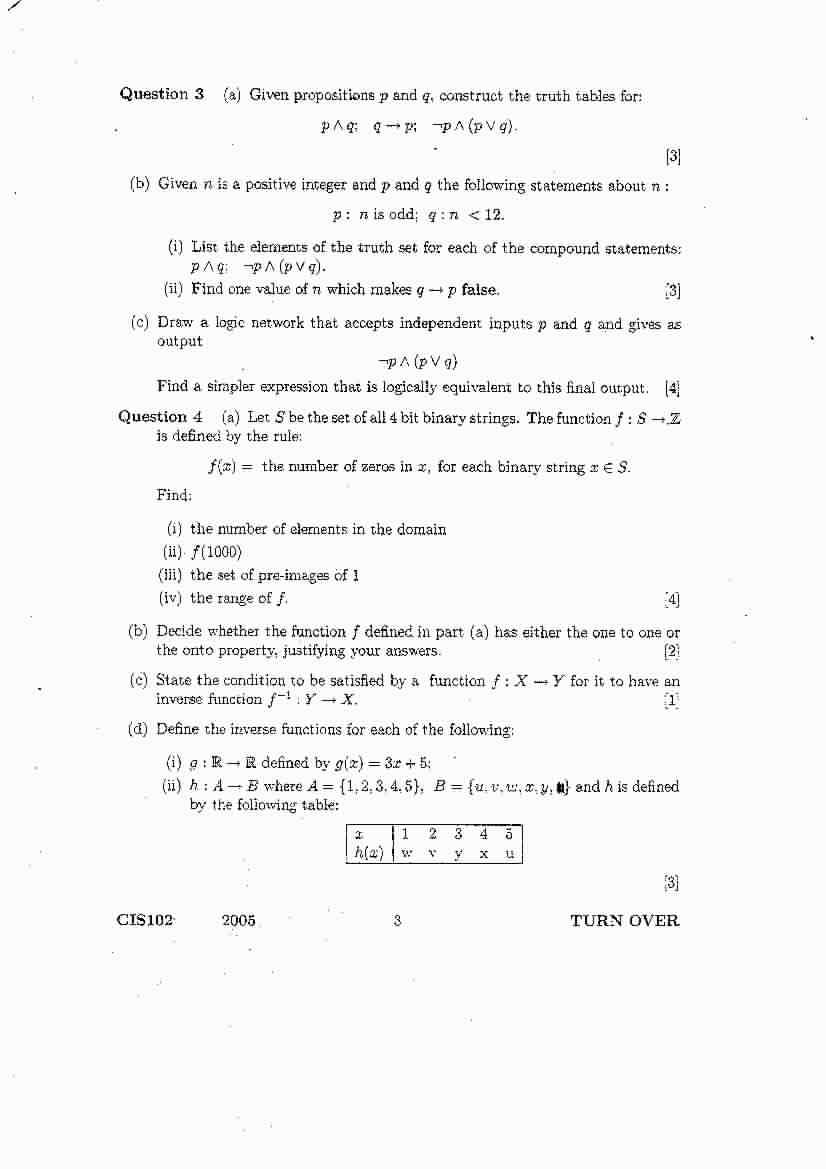 Question 3 (a) Given propositions p and q, construct the truth tables for:
p ∧ q; q → p; ¬p ∧ (p ∨ q).
[3]
(b) Given n is a positive integer and p and q the following statements about n :
p : n is odd; q : n < 12.
(i) List the elements of the truth set for each of the compound statements:
p ∧ q; ¬p ∧ (p ∨ q).
(ii) Find one value of n which makes q → p false. [3]
(c) Draw a logic network that accepts independent inputs p and q and gives as
output
¬p ∧ (p ∨ q)
Find a simpler expression that is logically equivalent to this final output. [4]
Question 4 (a) Let S be the set of all 4 bit binary strings. The function f : S → ℤ
is defined by the rule:
f(x) = the number of zeros in x, for each binary string x ∈ S.
Find:
(i) the number of elements in the domain
(ii) f(1000)
(iii) the set of pre-images of 1
(iv) the range of f. [4]
(b) Decide whether the function f defined in part (a) has either the one to one or
the onto property, justifying your answers. [2]
(c) State the condition to be satisfied by a function f : X → Y for it to have an
inverse function f⁻¹ : Y → X. [1]
(d) Define the inverse functions for each of the following:
(i) g : ℝ → ℝ defined by g(x) = 3x + 5;
(ii) h : A → B where A = {1, 2, 3, 4, 5}, B = {u, v, w, x, y, } and h is defined
by the following table:
x 1 2 3 4 5
h(x) w v y x u
[3]
CIS102 2005 3 TURN OVER